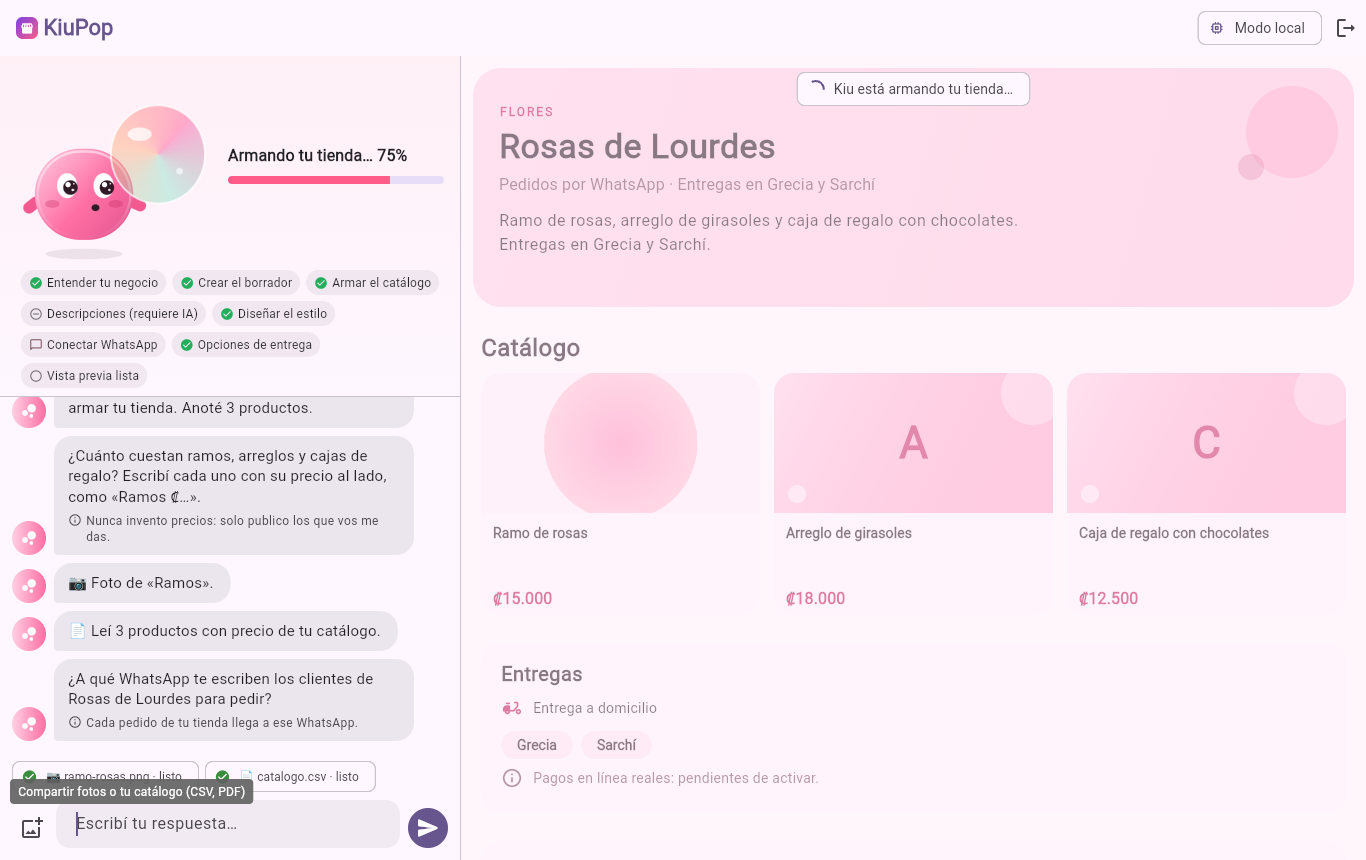 KiuPop
Modo local
Armando tu tienda... 75%
Entender tu negocio
Crear el borrador
Armar el catálogo
Descripciones (requiere IA)
Diseñar el estilo
Conectar WhatsApp
Opciones de entrega
Vista previa lista
armar tu tienda. Anoté 3 productos.
¿Cuánto cuestan ramos, arreglos y cajas de
regalo? Escribí cada uno con su precio al lado,
como «Ramos ₡...».
Nunca invento precios: solo publico los que vos me
das.
📷 Foto de «Ramos».
📄 Leí 3 productos con precio de tu catálogo.
¿A qué WhatsApp te escriben los clientes de
Rosas de Lourdes para pedir?
Cada pedido de tu tienda llega a ese WhatsApp.
📷 ramo-rosas.png · listo
📄 catalogo.csv · listo
Compartir fotos o tu catálogo (CSV, PDF)
Escribí tu respuesta...
Kiu está armando tu tienda...
FLORES
Rosas de Lourdes
Pedidos por WhatsApp · Entregas en Grecia y Sarchí
Ramo de rosas, arreglo de girasoles y caja de regalo con chocolates.
Entregas en Grecia y Sarchí.
Catálogo
A
C
Ramo de rosas
Arreglo de girasoles
Caja de regalo con chocolates
₡15.000
₡18.000
₡12.500
Entregas
Entrega a domicilio
Grecia
Sarchí
Pagos en línea reales: pendientes de activar.